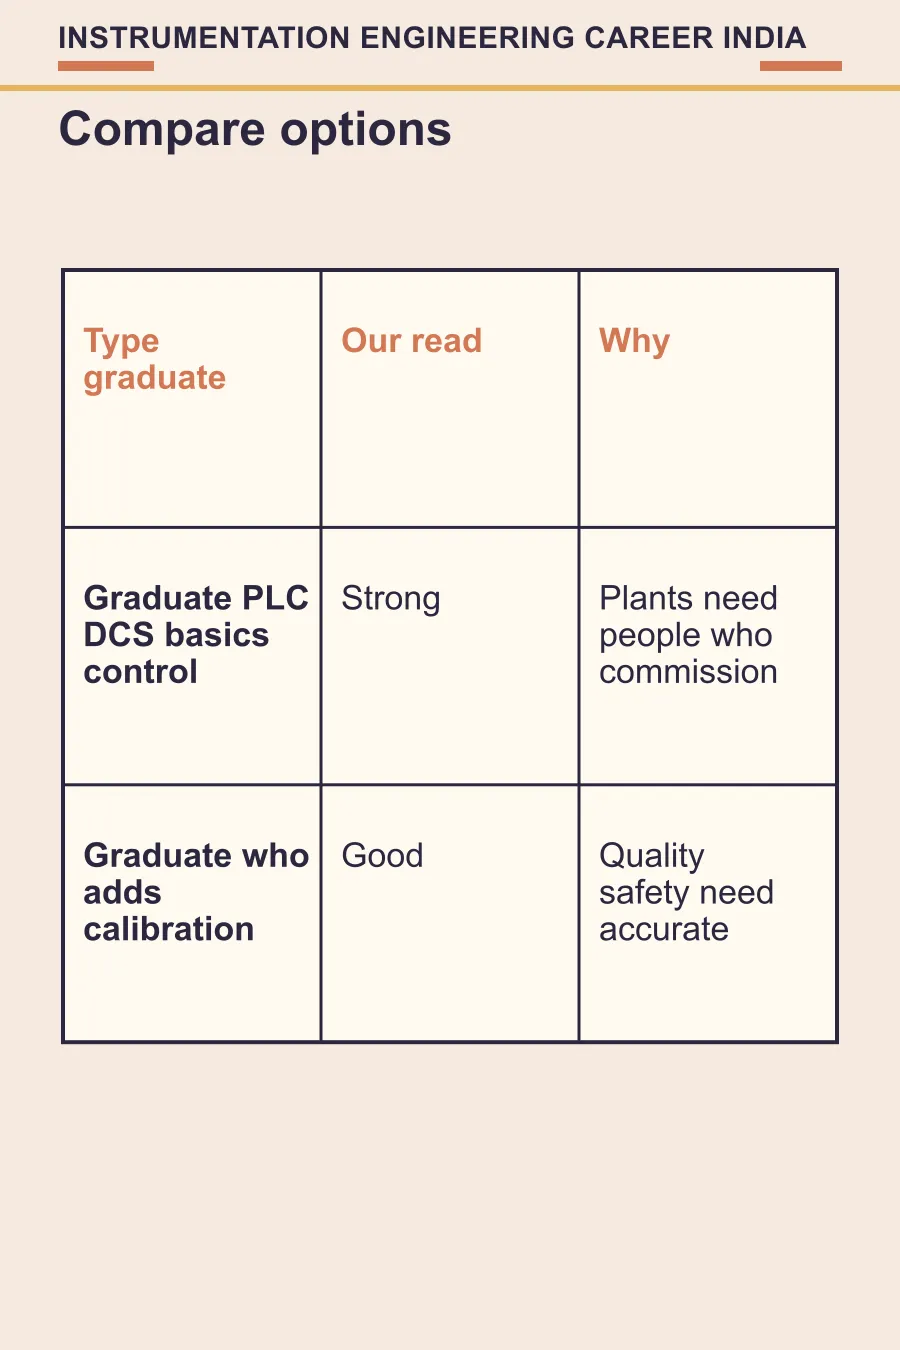 INSTRUMENTATION ENGINEERING CAREER INDIA
Compare options
Type
graduate
Our read
Why
Graduate PLC
DCS basics
control
Strong
Plants need
people who
commission
Graduate who
adds
calibration
Good
Quality
safety need
accurate